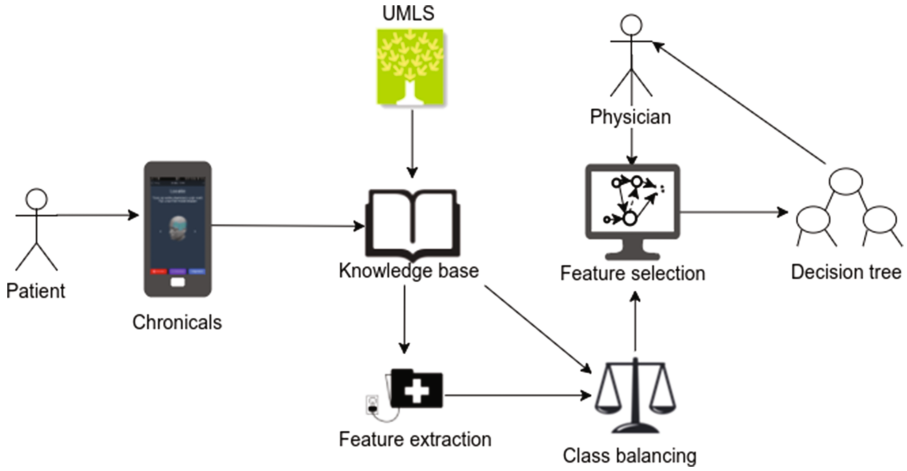 UMLS
Physician
Patient
Chronicals
Knowledge base
Feature selection
Decision tree
Feature extraction
Class balancing